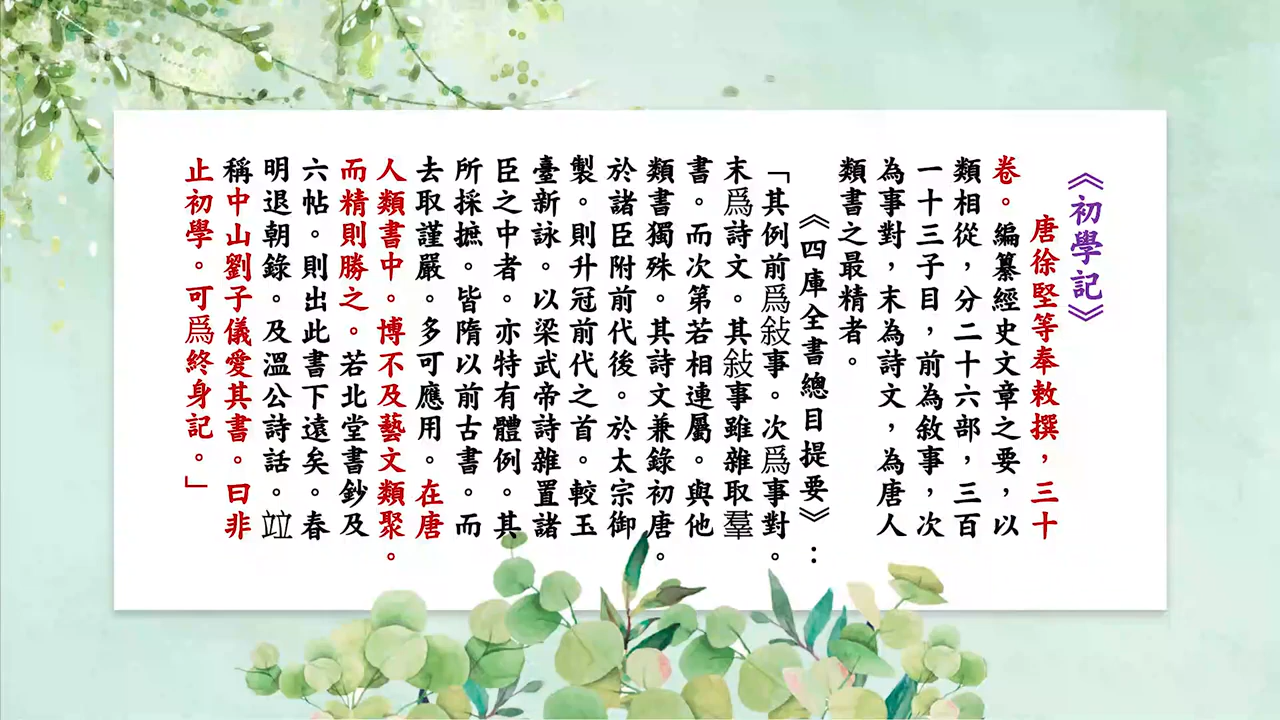 《初學記》
唐徐堅等奉敕撰，三十
卷。編纂經史文章之要，以
類相從，分二十六部，三百
一十三子目，前為敘事，次
為事對，末為詩文，為唐人
類書之最精者。
《四庫全書總目提要》：
「其例前爲敍事。次爲事對。
末爲詩文。其敍事雖雜取羣
書。而次第若相連屬。與他
類書獨殊。其詩文兼錄初唐。
於諸臣附前代後。於太宗御
製。則升冠前代之首。較玉
臺新詠。以梁武帝詩雜置諸
臣之中者。亦特有體例。其
所採摭。皆隋以前古書。而
去取謹嚴。多可應用。在唐
人類書中。博不及藝文類聚。
而精則勝之。若北堂書鈔及
六帖。則出此書下遠矣。春
明退朝錄。及溫公詩話。竝
稱中山劉子儀愛其書。曰非
止初學。可爲終身記。」